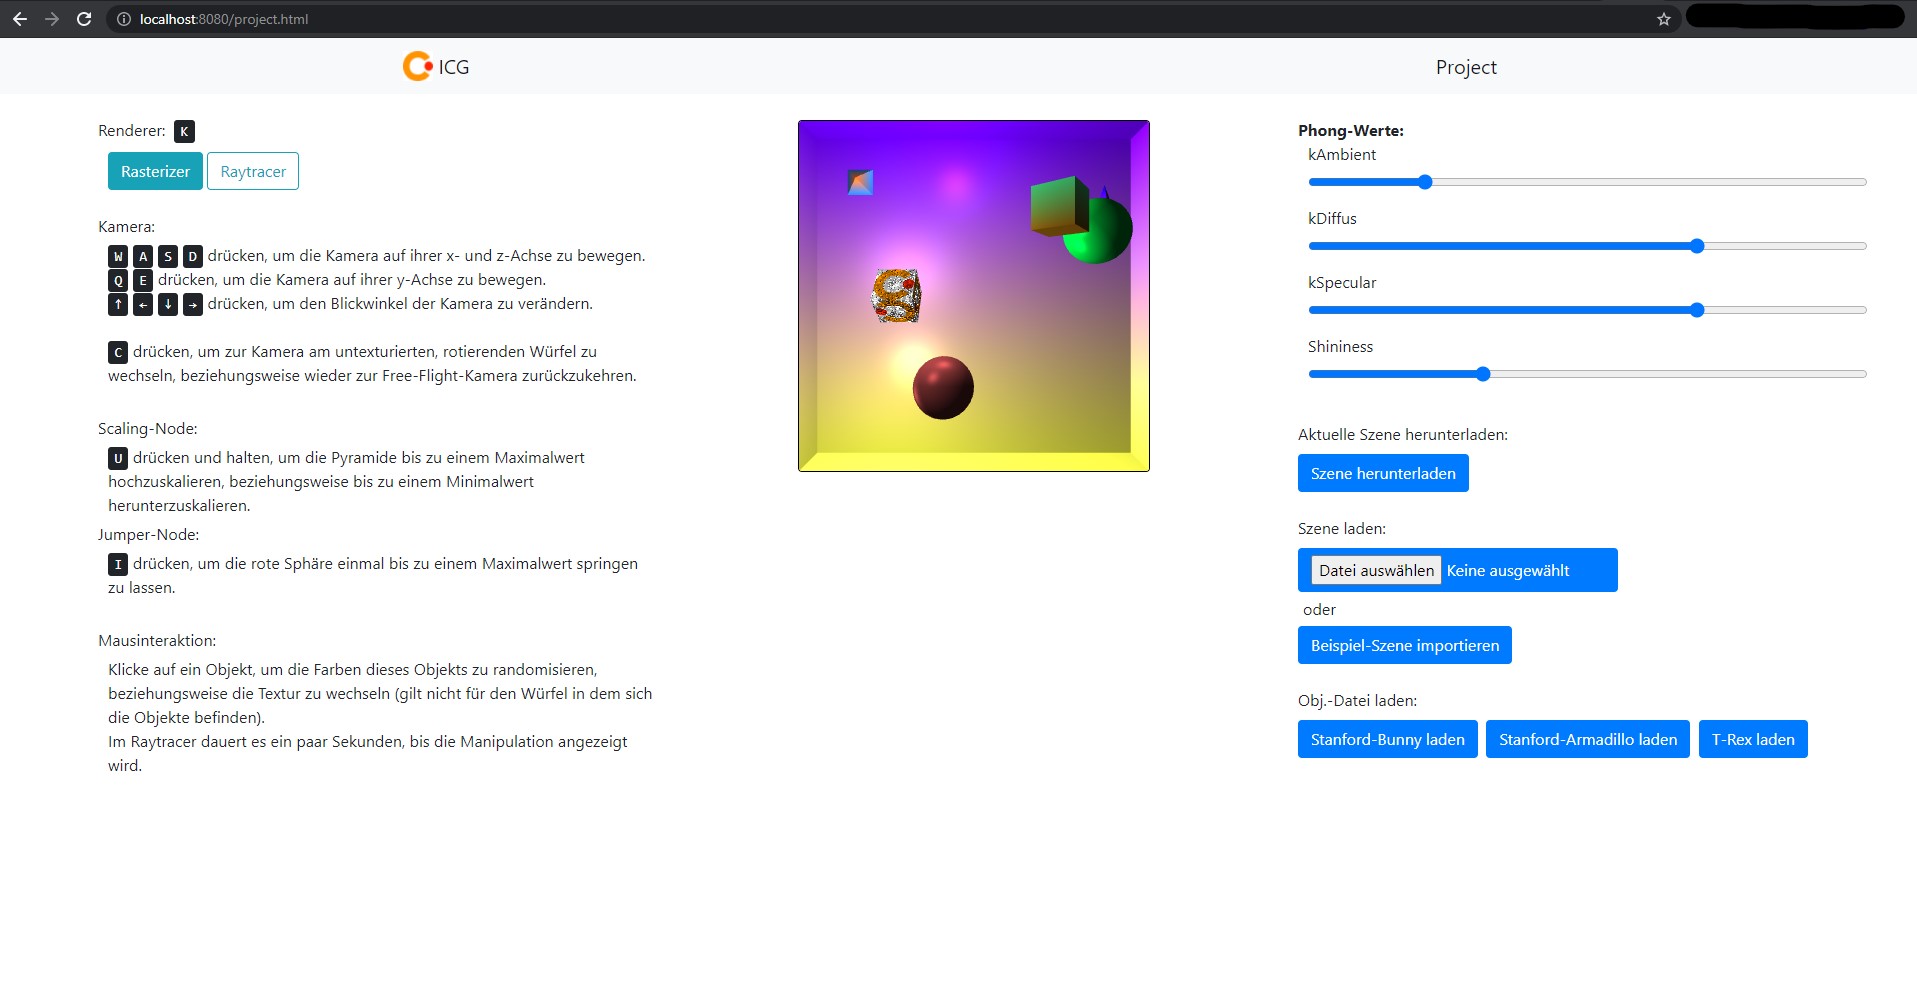 localhost:8080/project.html
ICG
Project
Renderer: K
Rasterizer Raytracer
Kamera:
W A S D drücken, um die Kamera auf ihrer x- und z-Achse zu bewegen.
Q E drücken, um die Kamera auf ihrer y-Achse zu bewegen.
↑ ← ↓ → drücken, um den Blickwinkel der Kamera zu verändern.
C drücken, um zur Kamera am untexturierten, rotierenden Würfel zu
wechseln, beziehungsweise wieder zur Free-Flight-Kamera zurückzukehren.
Scaling-Node:
U drücken und halten, um die Pyramide bis zu einem Maximalwert
hochzuskalieren, beziehungsweise bis zu einem Minimalwert
herunterzuskalieren.
Jumper-Node:
I drücken, um die rote Sphäre einmal bis zu einem Maximalwert springen
zu lassen.
Mausinteraktion:
Klicke auf ein Objekt, um die Farben dieses Objekts zu randomisieren,
beziehungsweise die Textur zu wechseln (gilt nicht für den Würfel in dem sich
die Objekte befinden).
Im Raytracer dauert es ein paar Sekunden, bis die Manipulation angezeigt
wird.
Phong-Werte:
kAmbient
kDiffus
kSpecular
Shininess
Aktuelle Szene herunterladen:
Szene herunterladen
Szene laden:
Datei auswählen Keine ausgewählt
oder
Beispiel-Szene importieren
Obj.-Datei laden:
Stanford-Bunny laden Stanford-Armadillo laden T-Rex laden